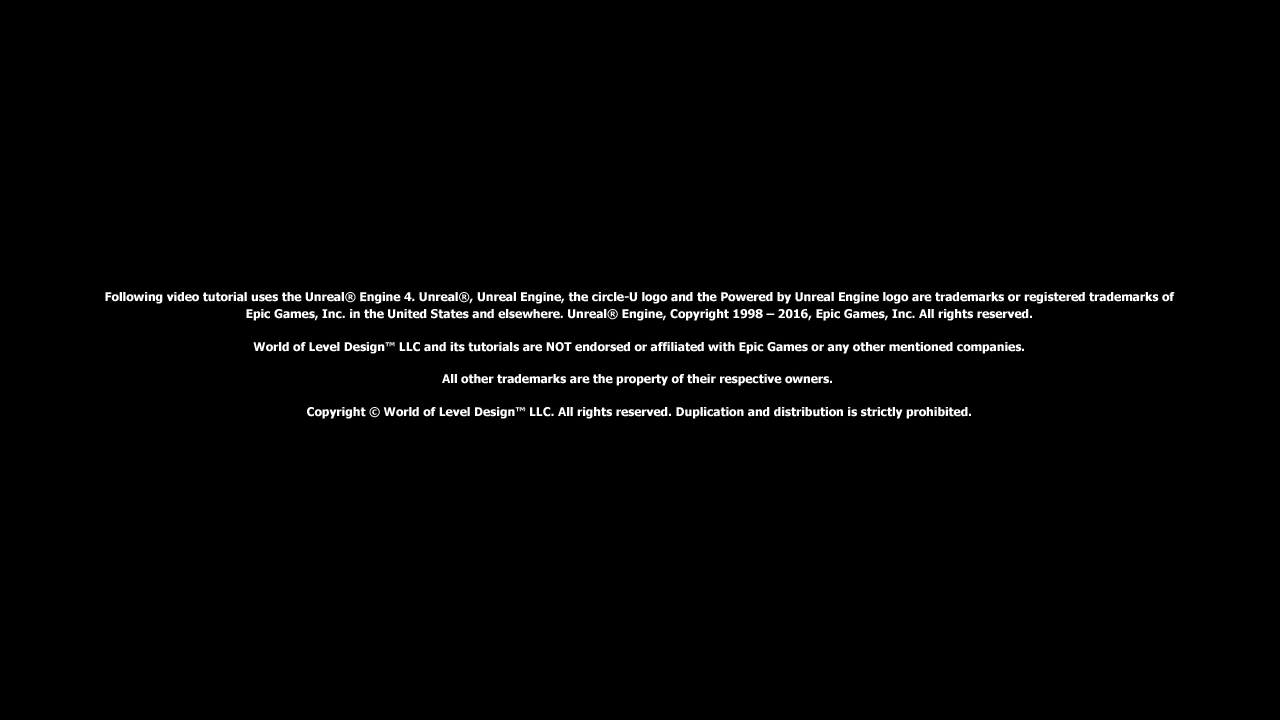 Following video tutorial uses the Unreal® Engine 4. Unreal®, Unreal Engine, the circle-U logo and the Powered by Unreal Engine logo are trademarks or registered trademarks of
Epic Games, Inc. in the United States and elsewhere. Unreal® Engine, Copyright 1998 – 2016, Epic Games, Inc. All rights reserved.
World of Level Design™ LLC and its tutorials are NOT endorsed or affiliated with Epic Games or any other mentioned companies.
All other trademarks are the property of their respective owners.
Copyright © World of Level Design™ LLC. All rights reserved. Duplication and distribution is strictly prohibited.